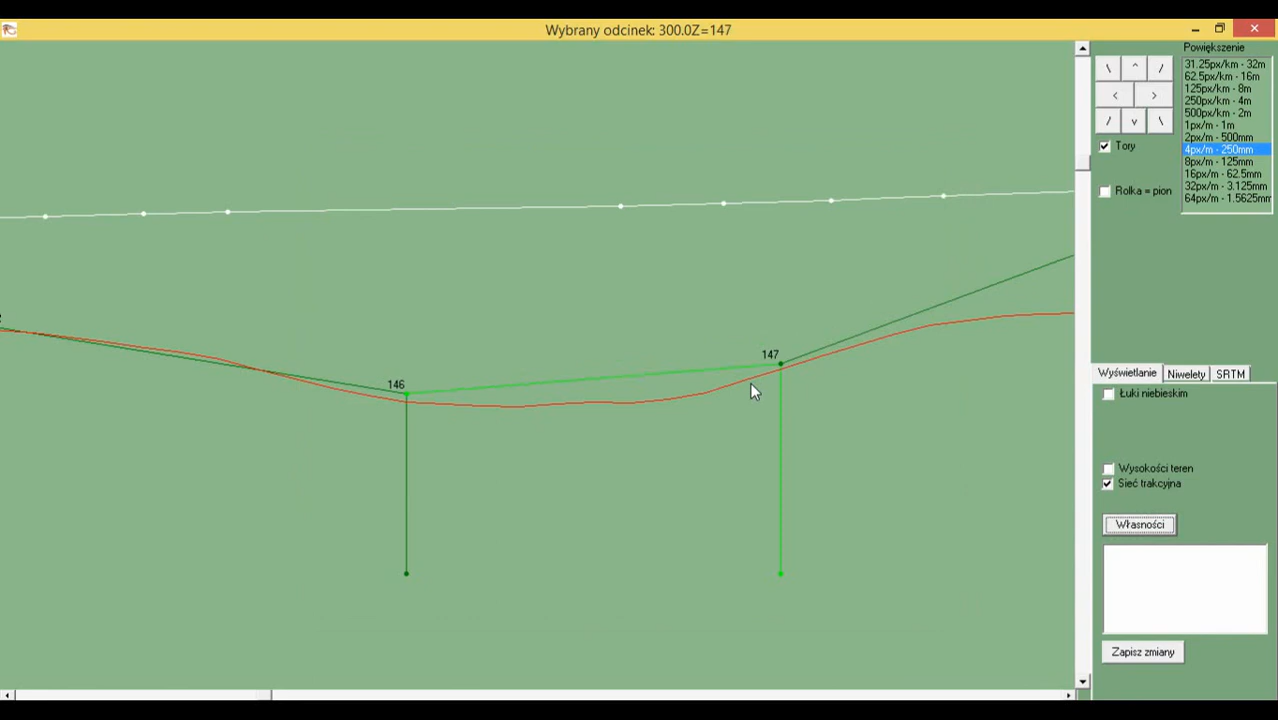 Wybrany odcinek: 300.0Z=147
Powiększenie
31.25px/km - 32m
62.5px/km - 16m
125px/km - 8m
250px/km - 4m
500px/km - 2m
1px/m - 1m
2px/m - 500mm
4px/m - 250mm
8px/m - 125mm
16px/m - 62.5mm
32px/m - 3.125mm
64px/m - 1.5625mm
\ ^ /
< >
/ v \
Tory
Rolka = pion
147
146
Wyświetlanie Niwelety SRTM
Łuki niebieskim
Wysokości teren
Sieć trakcyjna
Własności
Zapisz zmiany